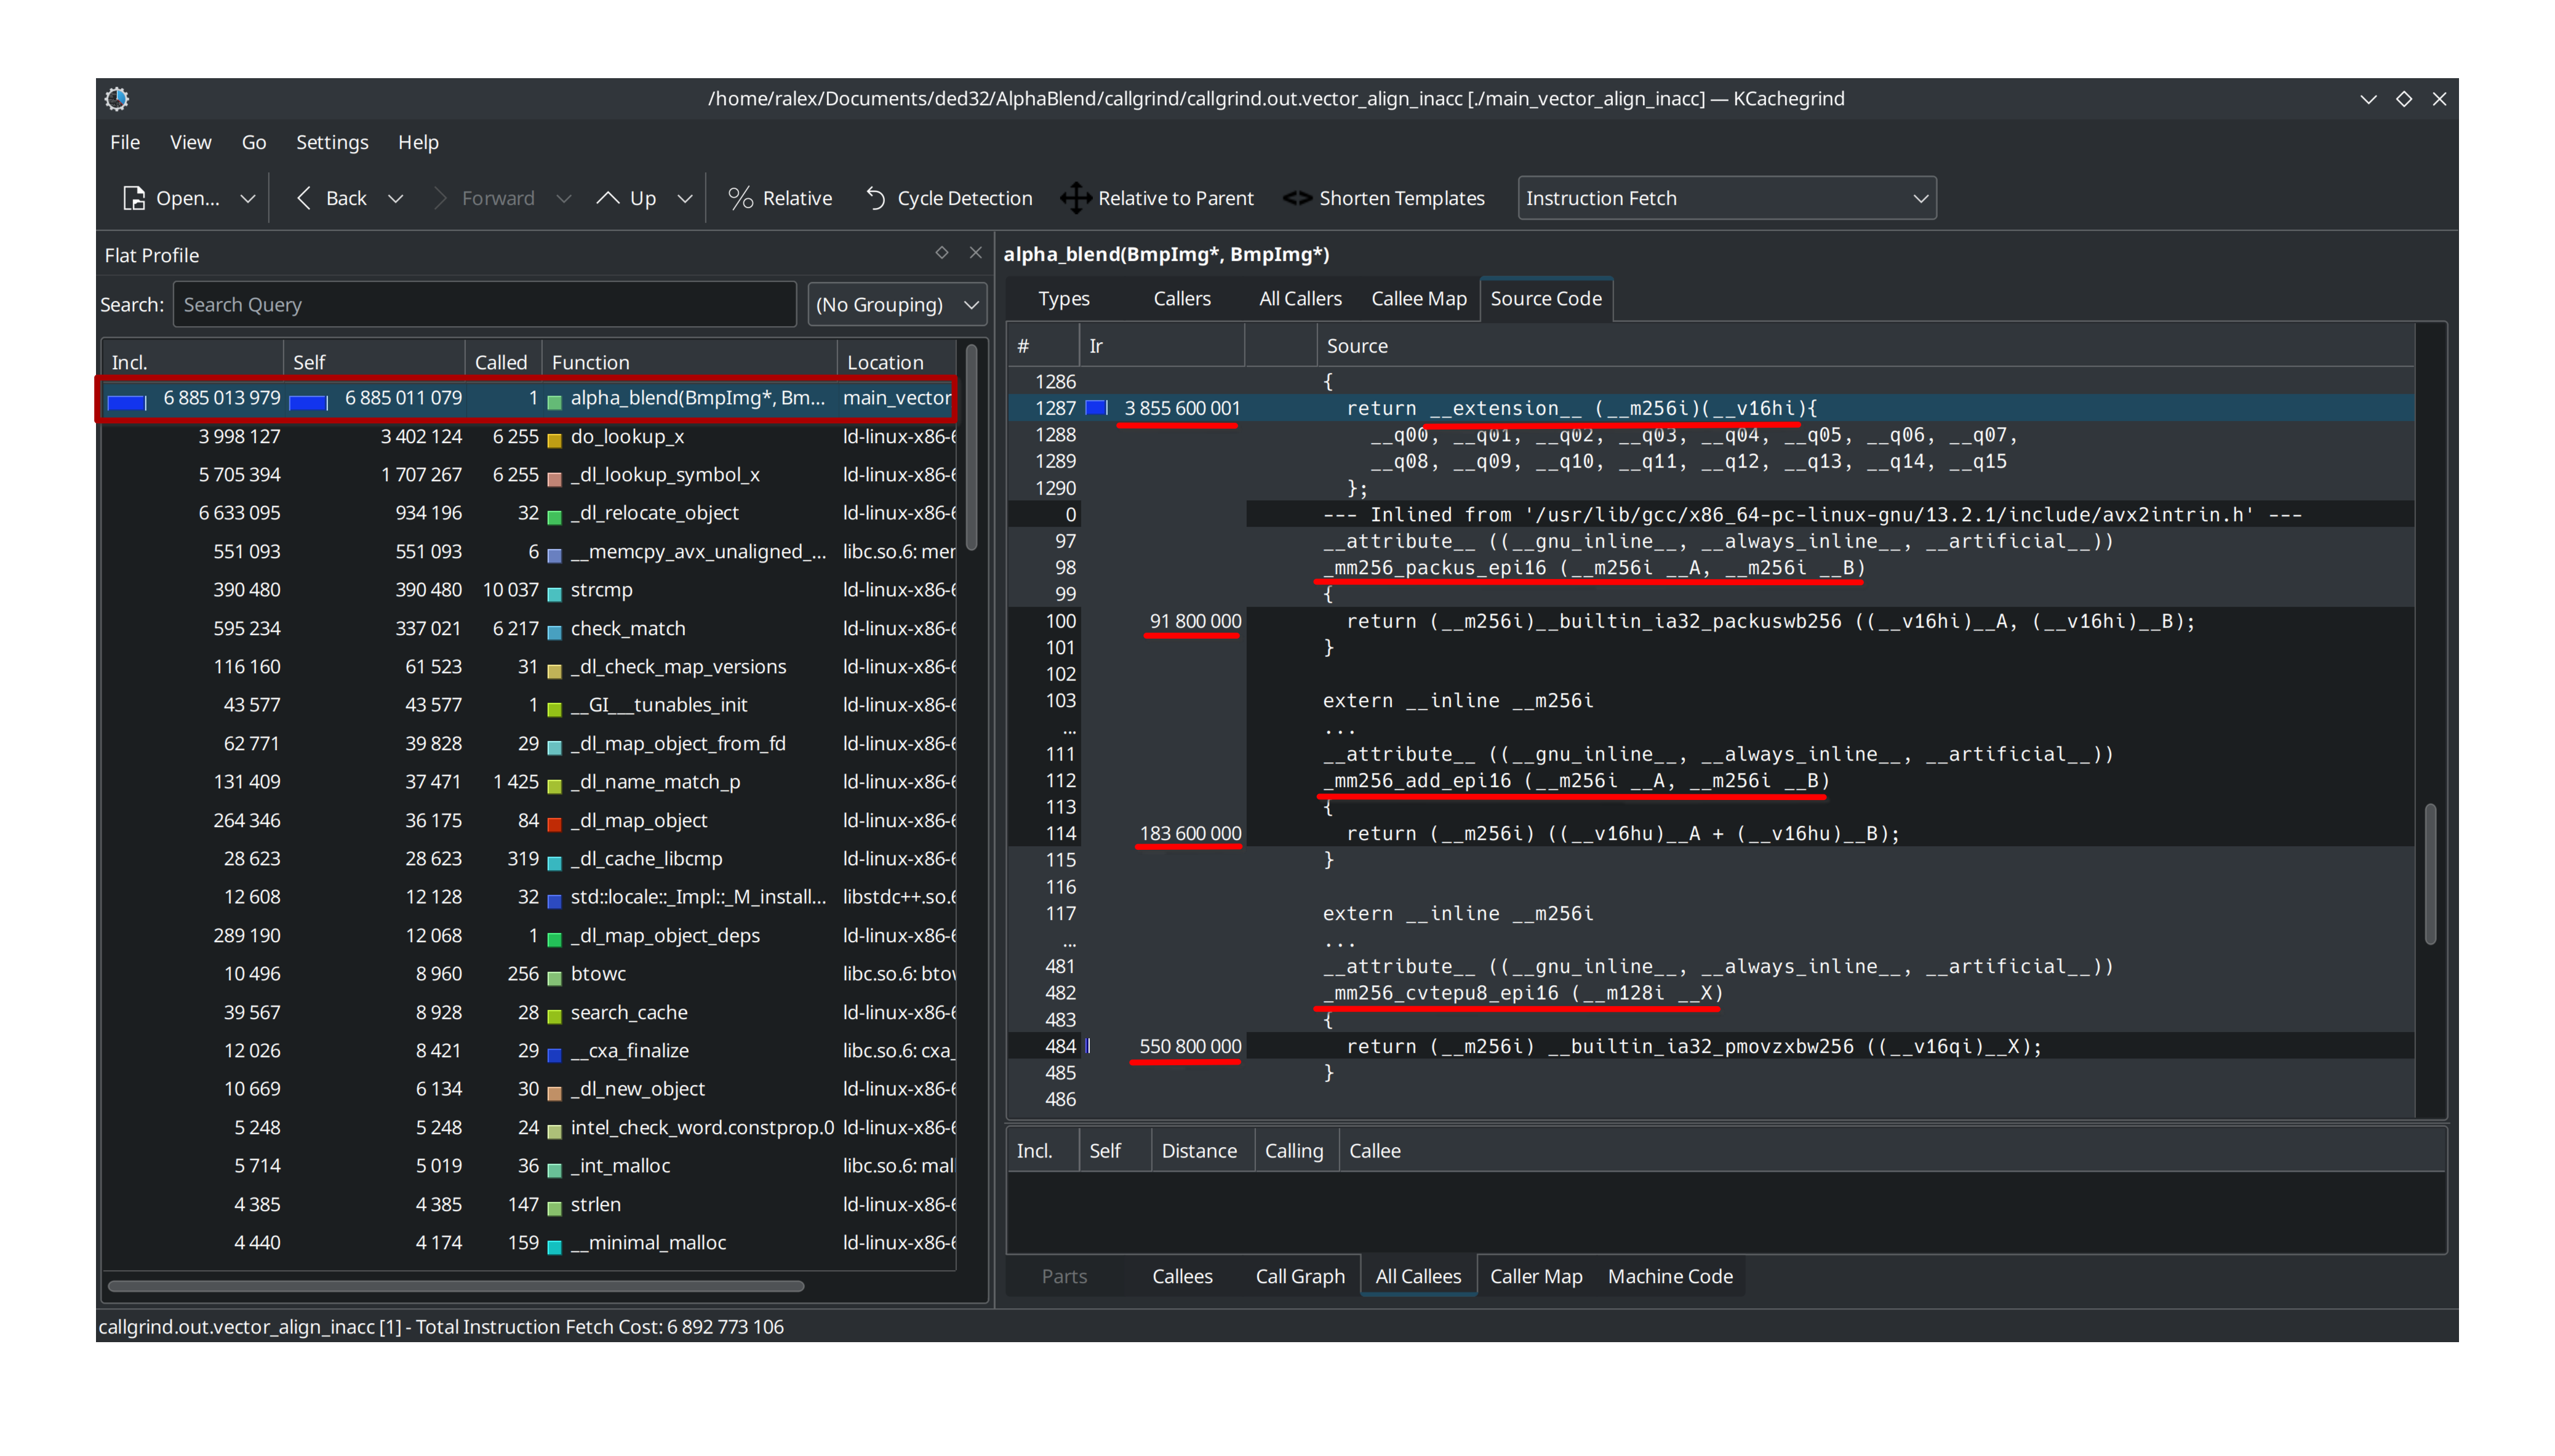 /home/ralex/Documents/ded32/AlphaBlend/callgrind/callgrind.out.vector_align_inacc [./main_vector_align_inacc] — KCachegrind
File View Go Settings Help
Open... Back Forward Up Relative Cycle Detection Relative to Parent Shorten Templates Instruction Fetch
Flat Profile
Search: Search Query (No Grouping)
Incl. Self Called Function Location
6 885 013 979 6 885 011 079 1 alpha_blend(BmpImg*, Bm... main_vector
3 998 127 3 402 124 6 255 do_lookup_x ld-linux-x86-6
5 705 394 1 707 267 6 255 _dl_lookup_symbol_x ld-linux-x86-6
6 633 095 934 196 32 _dl_relocate_object ld-linux-x86-6
551 093 551 093 6 __memcpy_avx_unaligned_... libc.so.6: mer
390 480 390 480 10 037 strcmp ld-linux-x86-6
595 234 337 021 6 217 check_match ld-linux-x86-6
116 160 61 523 31 _dl_check_map_versions ld-linux-x86-6
43 577 43 577 1 __GI___tunables_init ld-linux-x86-6
62 771 39 828 29 _dl_map_object_from_fd ld-linux-x86-6
131 409 37 471 1 425 _dl_name_match_p ld-linux-x86-6
264 346 36 175 84 _dl_map_object ld-linux-x86-6
28 623 28 623 319 _dl_cache_libcmp ld-linux-x86-6
12 608 12 128 32 std::locale::_Impl::_M_install... libstdc++.so.6
289 190 12 068 1 _dl_map_object_deps ld-linux-x86-6
10 496 8 960 256 btowc libc.so.6: btow
39 567 8 928 28 search_cache ld-linux-x86-6
12 026 8 421 29 __cxa_finalize libc.so.6: cxa_
10 669 6 134 30 _dl_new_object ld-linux-x86-6
5 248 5 248 24 intel_check_word.constprop.0 ld-linux-x86-6
5 714 5 019 36 _int_malloc libc.so.6: mal
4 385 4 385 147 strlen ld-linux-x86-6
4 440 4 174 159 __minimal_malloc ld-linux-x86-6
alpha_blend(BmpImg*, BmpImg*)
Types Callers All Callers Callee Map Source Code
# Ir Source
1286 {
1287 3 855 600 001 return __extension__ (__m256i)(__v16hi){
1288 __q00, __q01, __q02, __q03, __q04, __q05, __q06, __q07,
1289 __q08, __q09, __q10, __q11, __q12, __q13, __q14, __q15
1290 };
0 --- Inlined from '/usr/lib/gcc/x86_64-pc-linux-gnu/13.2.1/include/avx2intrin.h' ---
97 __attribute__ ((__gnu_inline__, __always_inline__, __artificial__))
98 _mm256_packus_epi16 (__m256i __A, __m256i __B)
99 {
100 91 800 000 return (__m256i)__builtin_ia32_packuswb256 ((__v16hi)__A, (__v16hi)__B);
101 }
102
103 extern __inline __m256i
... ...
111 __attribute__ ((__gnu_inline__, __always_inline__, __artificial__))
112 _mm256_add_epi16 (__m256i __A, __m256i __B)
113 {
114 183 600 000 return (__m256i) ((__v16hu)__A + (__v16hu)__B);
115 }
116
117 extern __inline __m256i
... ...
481 __attribute__ ((__gnu_inline__, __always_inline__, __artificial__))
482 _mm256_cvtepu8_epi16 (__m128i __X)
483 {
484 550 800 000 return (__m256i) __builtin_ia32_pmovzxbw256 ((__v16qi)__X);
485 }
486
Incl. Self Distance Calling Callee
Parts Callees Call Graph All Callees Caller Map Machine Code
callgrind.out.vector_align_inacc [1] - Total Instruction Fetch Cost: 6 892 773 106